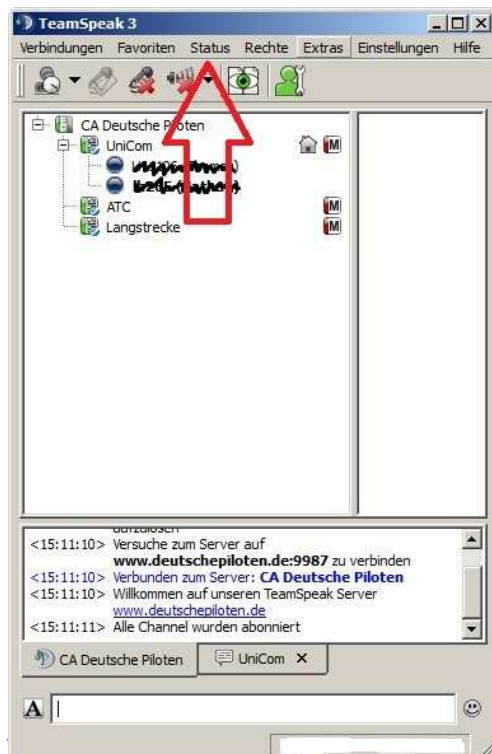 TeamSpeak 3
Verbindungen Favoriten Status Rechte Extras Einstellungen Hilfe
CA Deutsche Piloten
UniCom
M
ATC
M
Langstrecke
M
aufzulösen
<15:11:10> Versuche zum Server auf
www.deutschepiloten.de:9987 zu verbinden
<15:11:10> Verbunden zum Server: CA Deutsche Piloten
<15:11:10> Willkommen auf unseren TeamSpeak Server
www.deutschepiloten.de
<15:11:11> Alle Channel wurden abonniert
CA Deutsche Piloten UniCom X
A